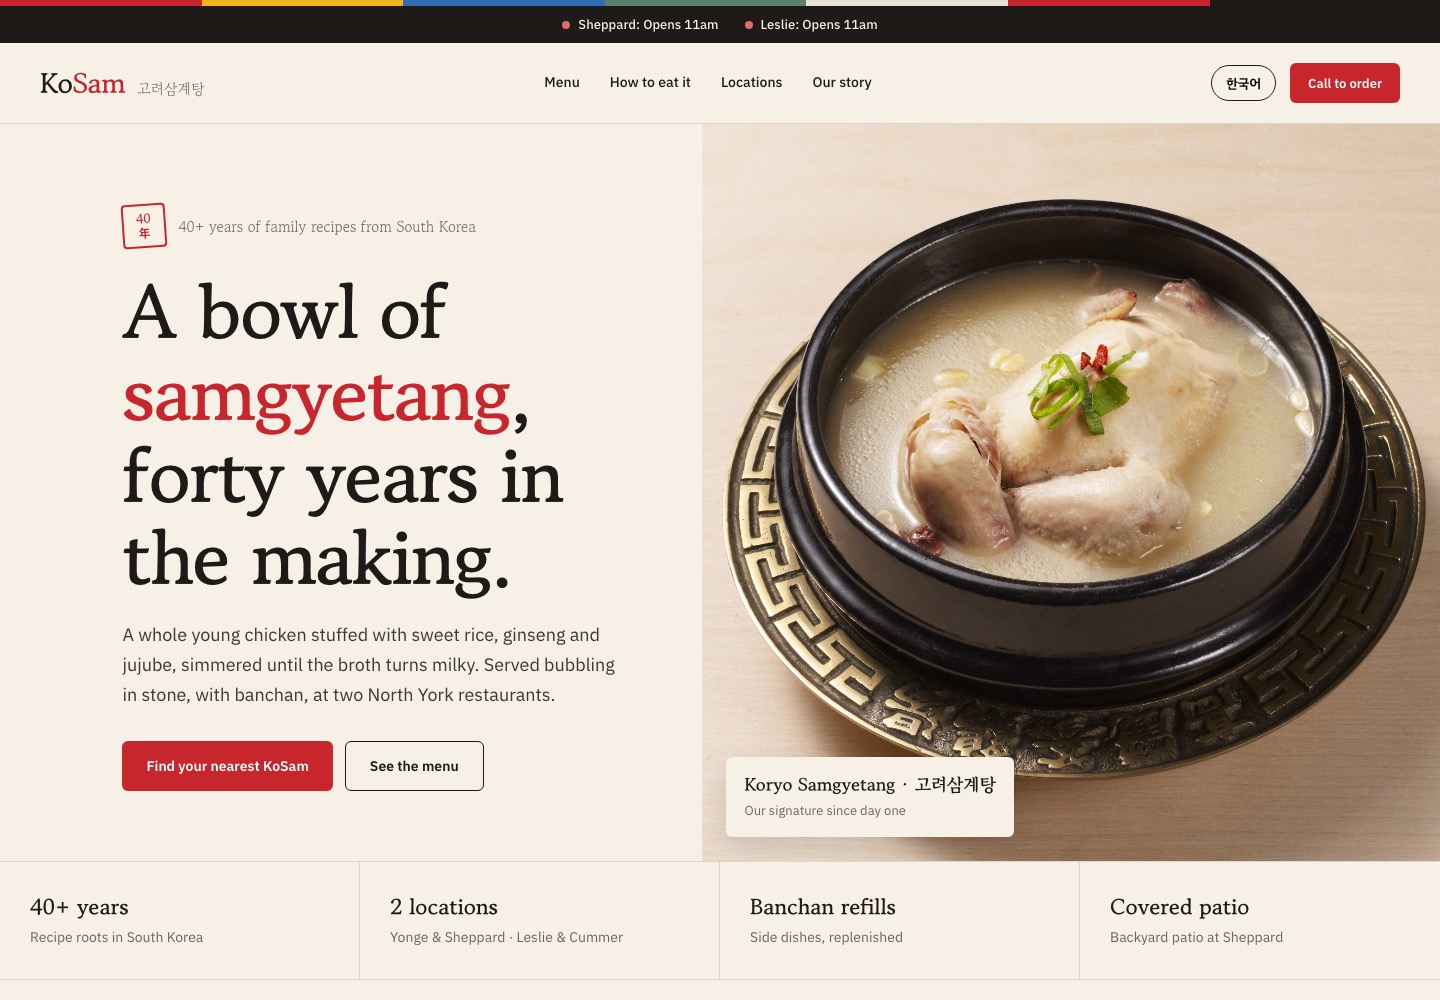 Sheppard: Opens 11am
Leslie: Opens 11am
KoSam 고려삼계탕
Menu
How to eat it
Locations
Our story
한국어
Call to order
40
年
40+ years of family recipes from South Korea
A bowl of
samgyetang,
forty years in
the making.
A whole young chicken stuffed with sweet rice, ginseng and
jujube, simmered until the broth turns milky. Served bubbling
in stone, with banchan, at two North York restaurants.
Find your nearest KoSam
See the menu
Koryo Samgyetang · 고려삼계탕
Our signature since day one
40+ years
Recipe roots in South Korea
2 locations
Yonge & Sheppard · Leslie & Cummer
Banchan refills
Side dishes, replenished
Covered patio
Backyard patio at Sheppard